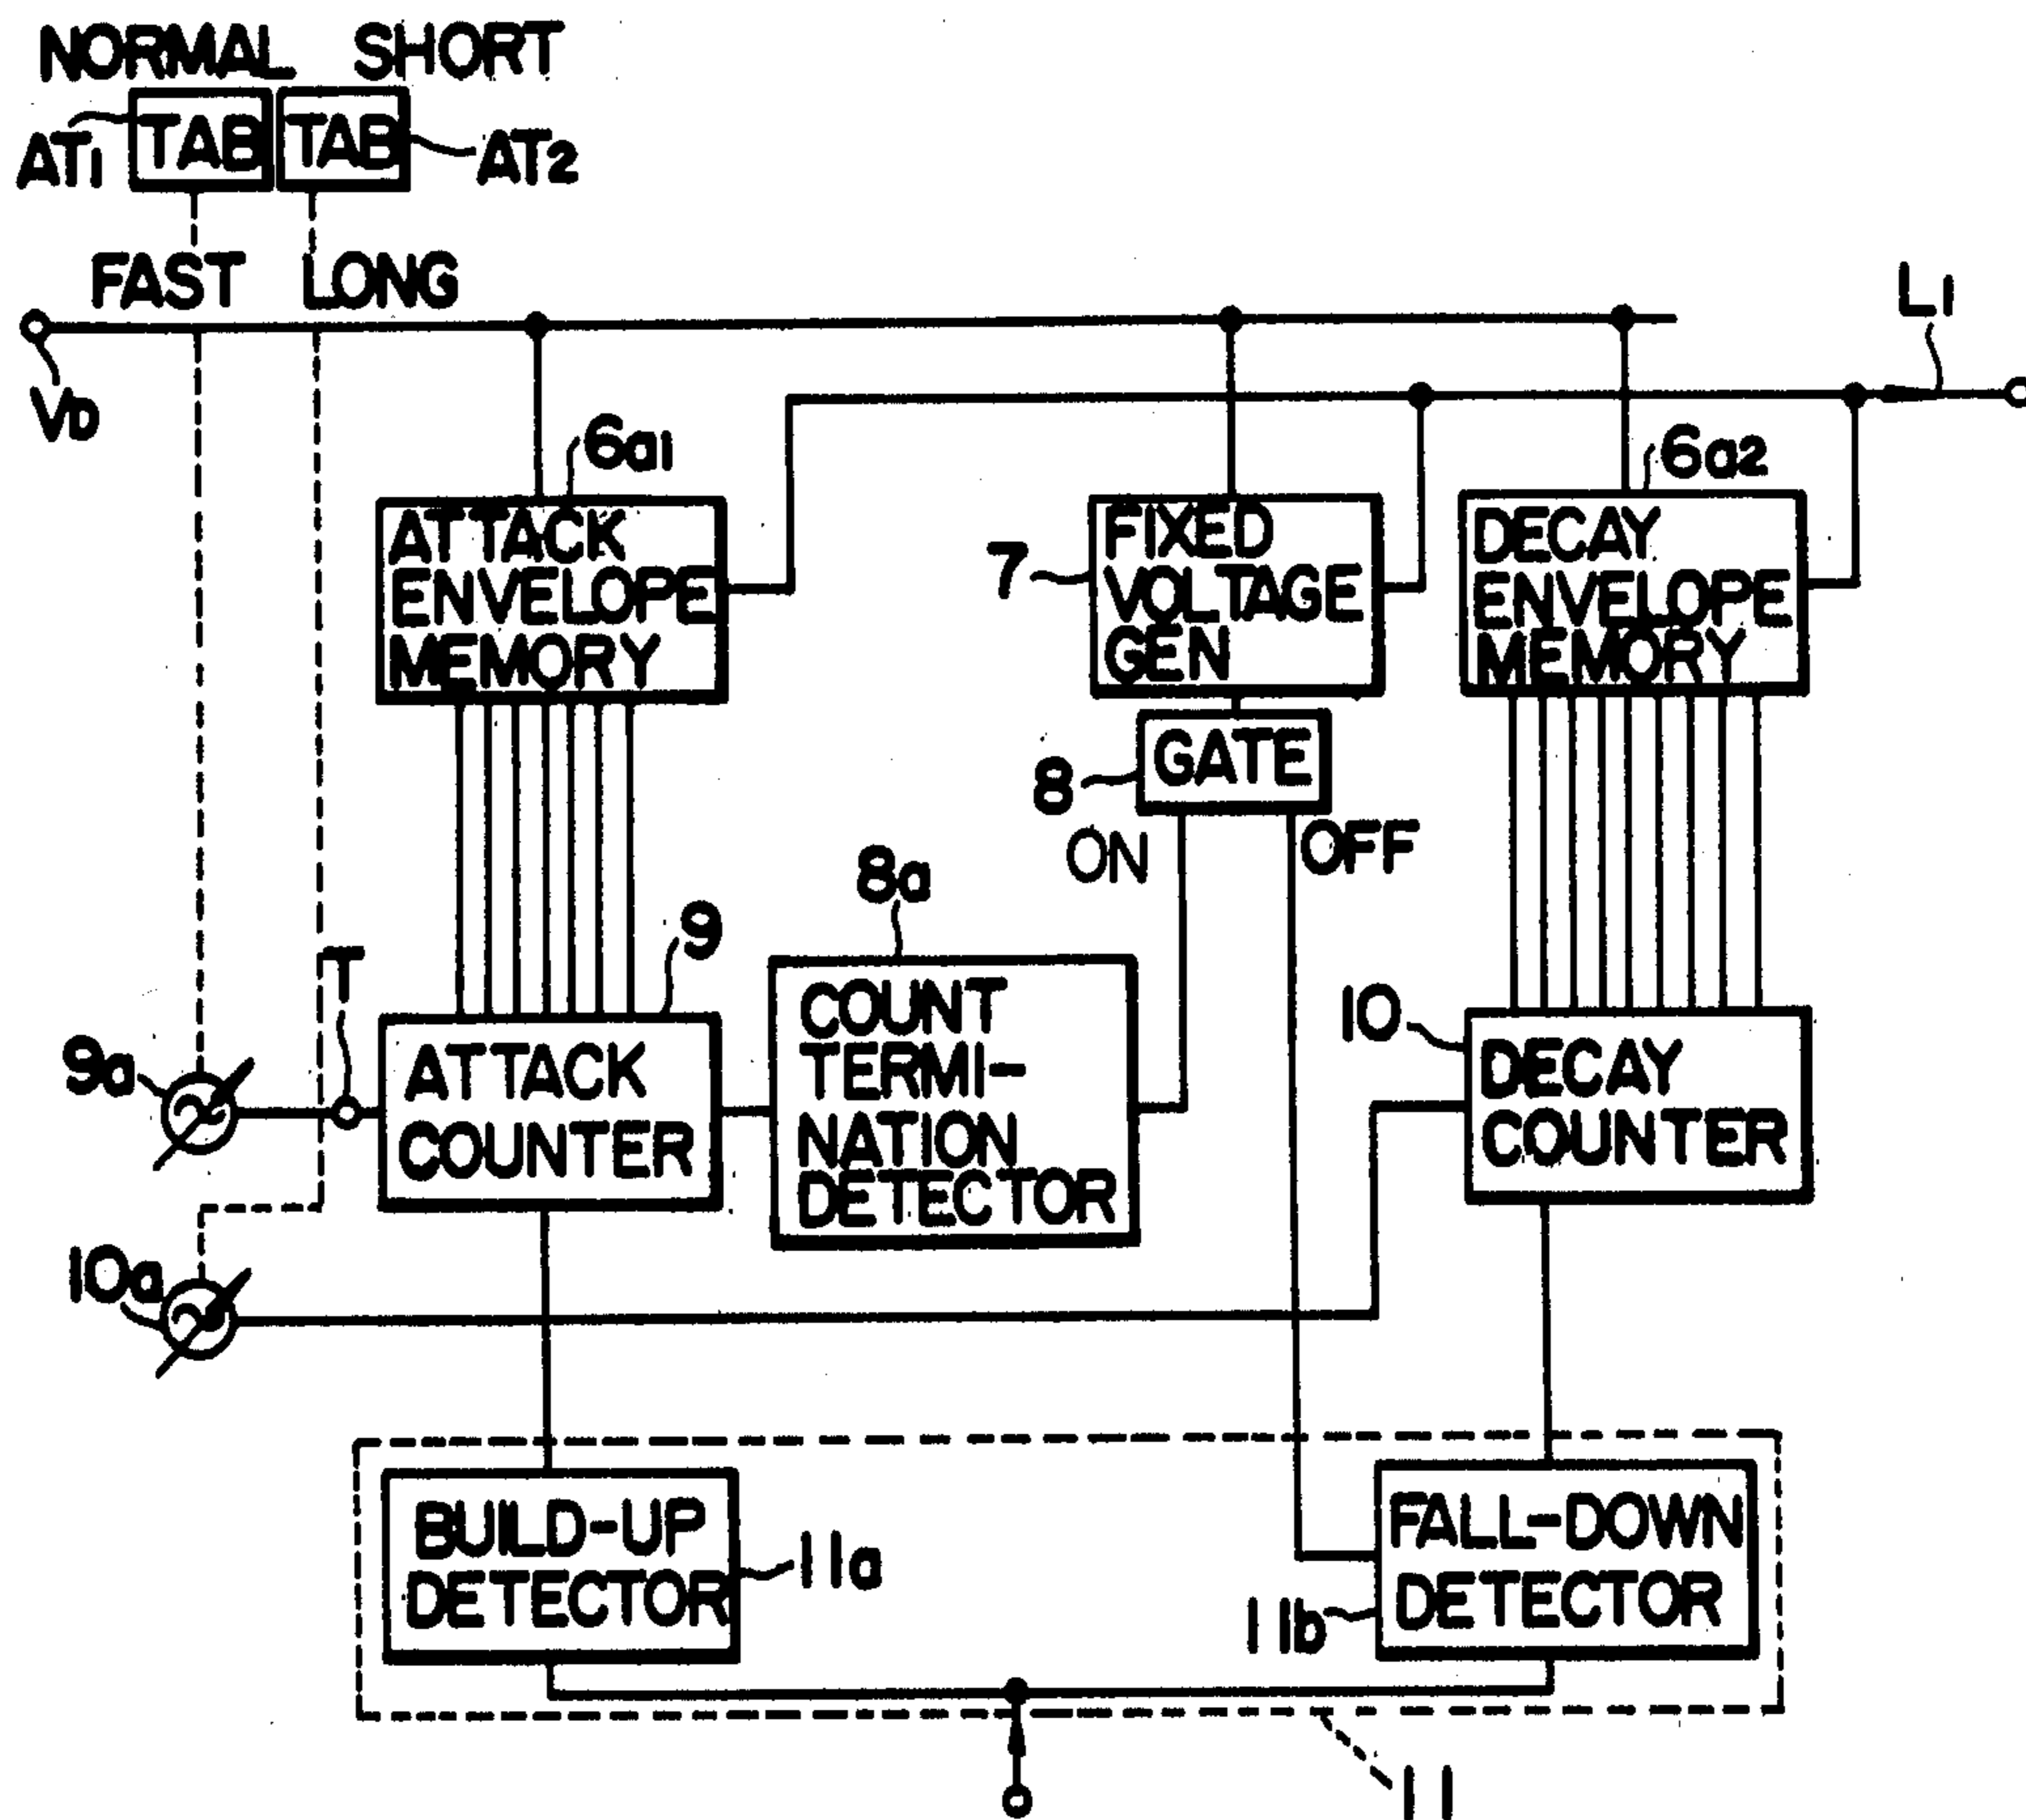 NORMAL SHORT
AT1 TAB TAB AT2
FAST LONG
VD
L1
6a1
6a2
ATTACK
ENVELOPE
MEMORY
7
FIXED
VOLTAGE
GEN
DECAY
ENVELOPE
MEMORY
8
GATE
ON
OFF
8a
9
T
9a
ATTACK
COUNTER
COUNT
TERMI-
NATION
DETECTOR
10
DECAY
COUNTER
10a
BUILD-UP
DETECTOR
11a
FALL-DOWN
DETECTOR
11b
11